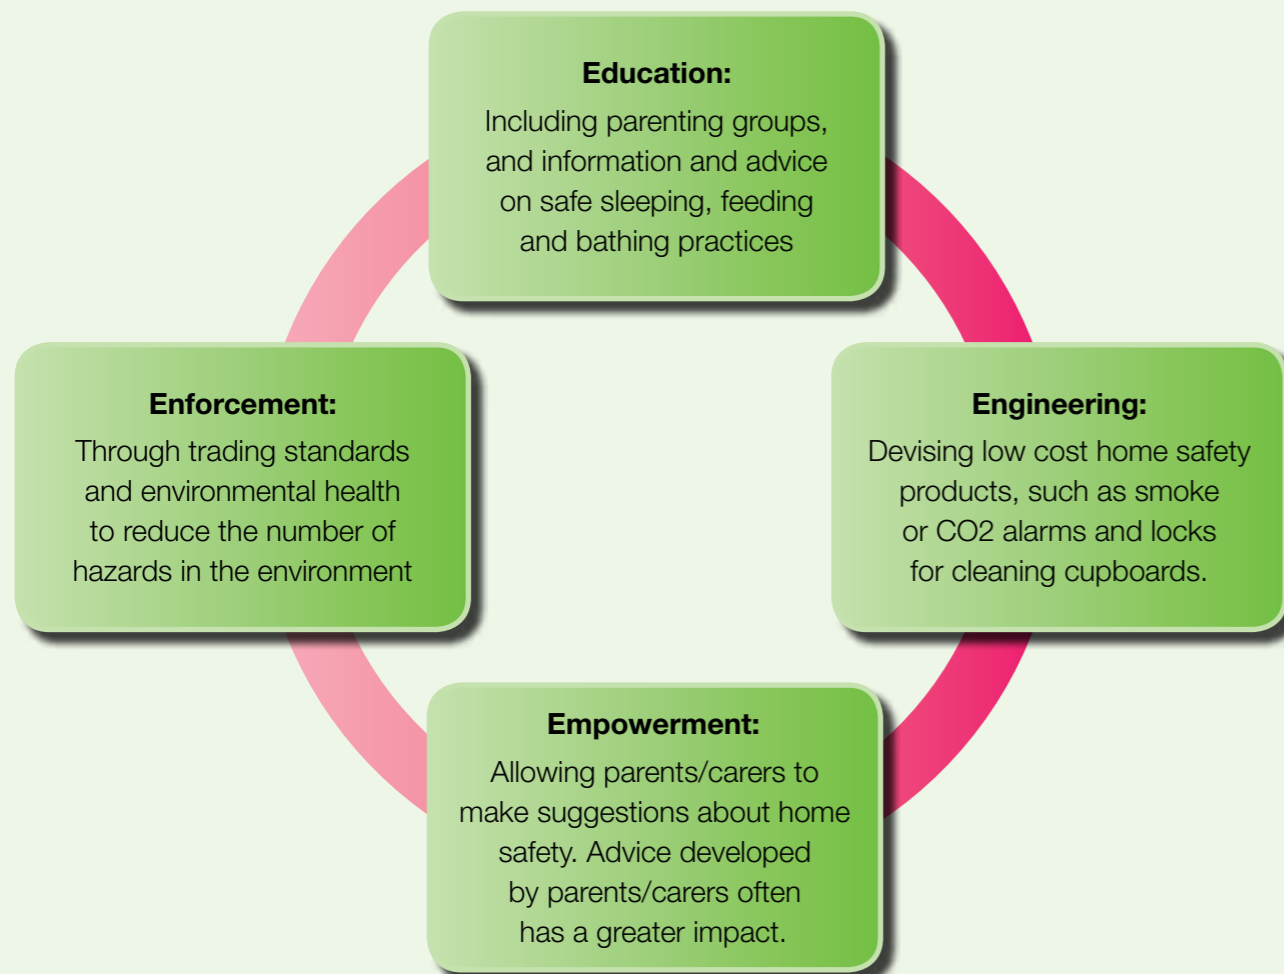 Education:
Including parenting groups,
and information and advice
on safe sleeping, feeding
and bathing practices
Enforcement:
Through trading standards
and environmental health
to reduce the number of
hazards in the environment
Engineering:
Devising low cost home safety
products, such as smoke
or CO2 alarms and locks
for cleaning cupboards.
Empowerment:
Allowing parents/carers to
make suggestions about home
safety. Advice developed
by parents/carers often
has a greater impact.